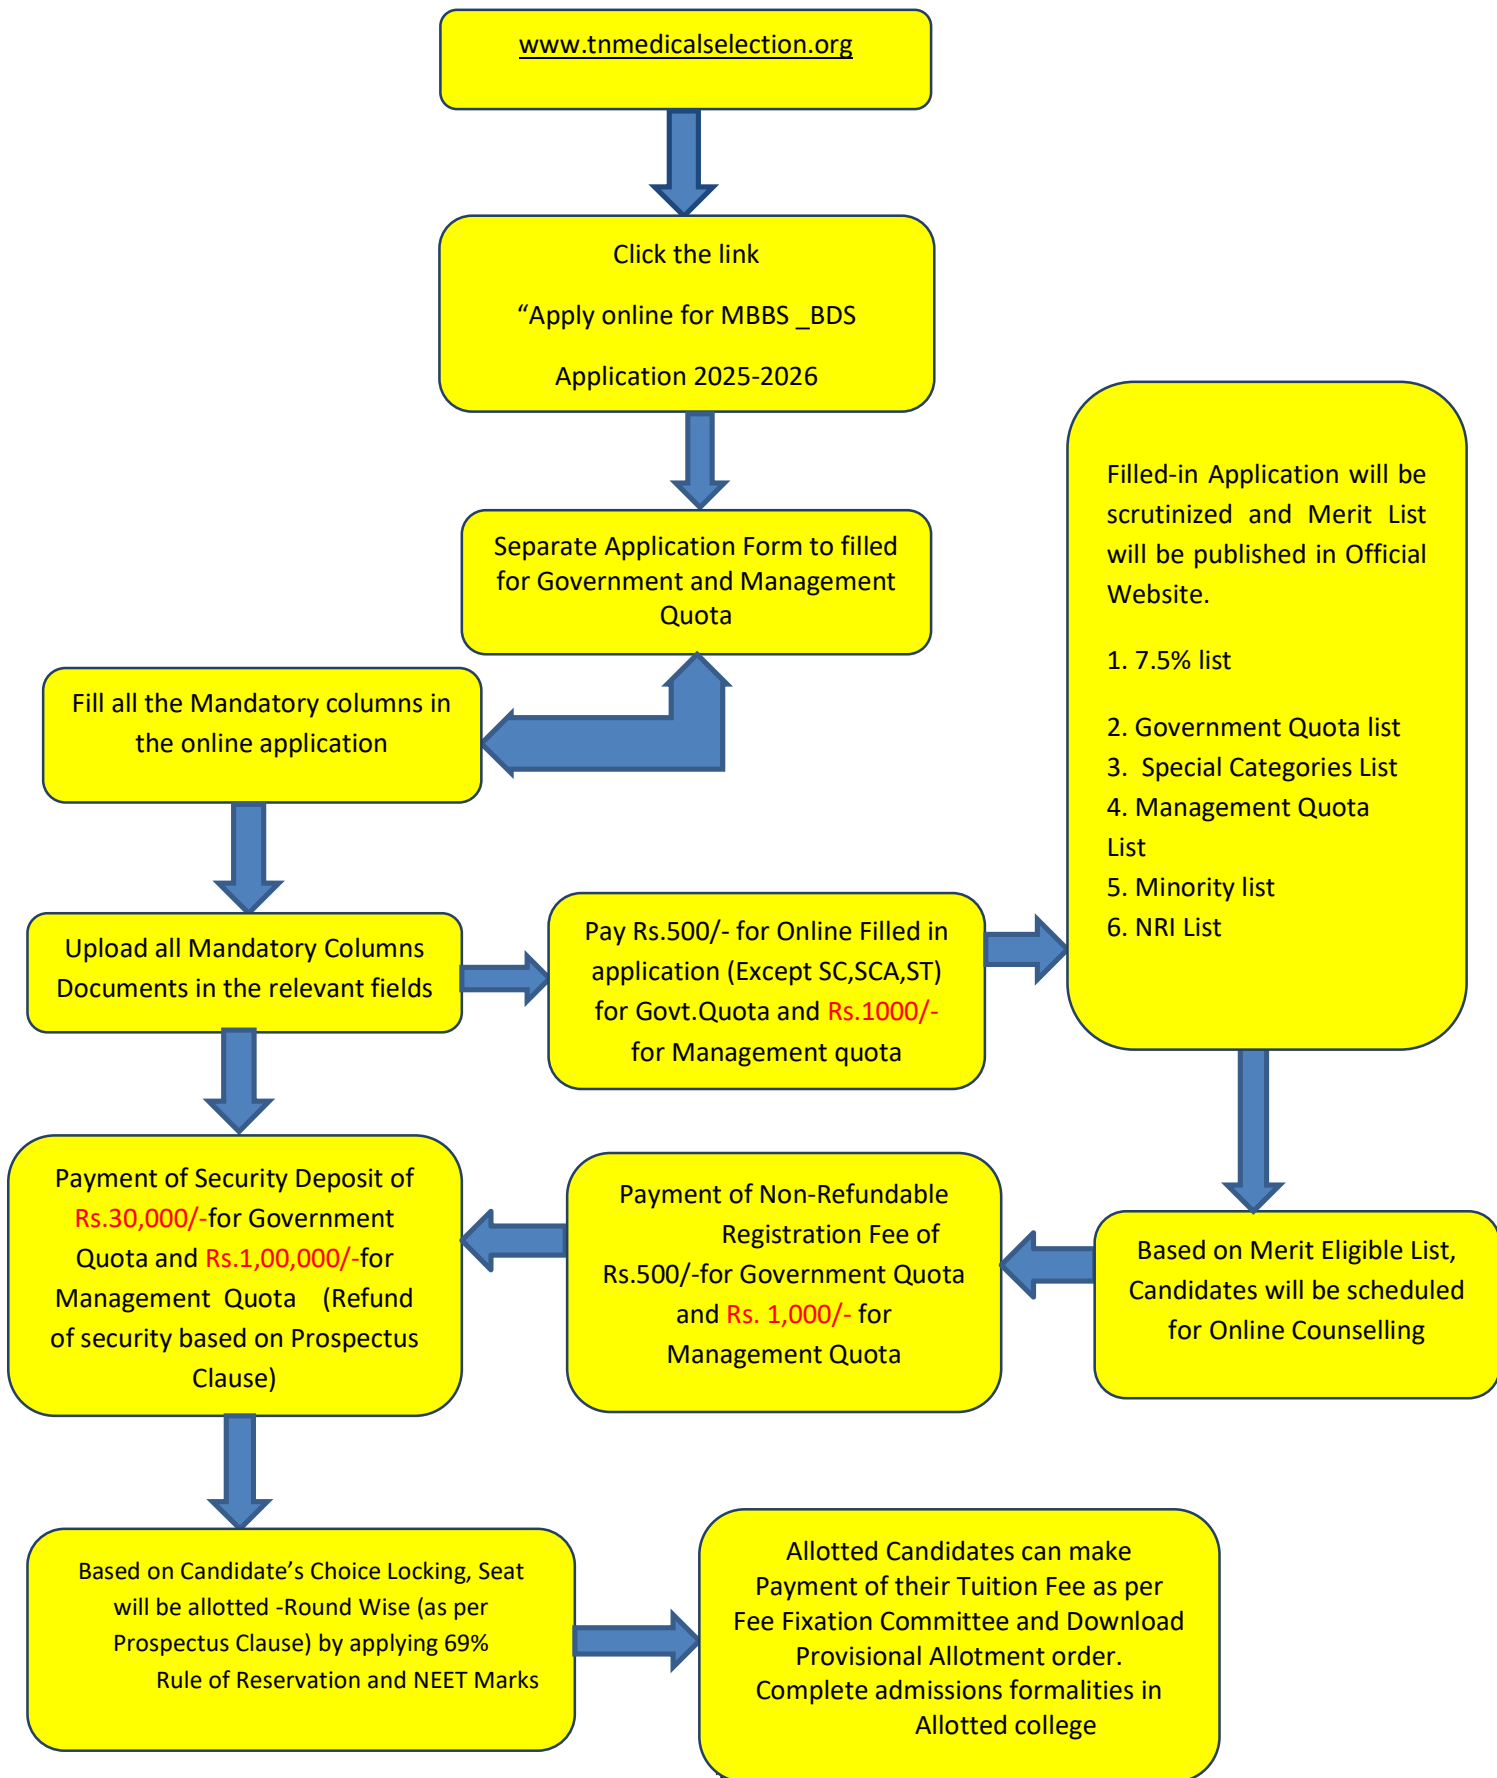 www.tnmedicalselection.org
Click the link
“Apply online for MBBS _BDS
Application 2025-2026
Separate Application Form to filled
for Government and Management
Quota
Fill all the Mandatory columns in
the online application
Upload all Mandatory Columns
Documents in the relevant fields
Pay Rs.500/- for Online Filled in
application (Except SC,SCA,ST)
for Govt.Quota and Rs.1000/-
for Management quota
Filled-in Application will be
scrutinized and Merit List
will be published in Official
Website.
1. 7.5% list
2. Government Quota list
3. Special Categories List
4. Management Quota
List
5. Minority list
6. NRI List
Based on Merit Eligible List,
Candidates will be scheduled
for Online Counselling
Payment of Non-Refundable
Registration Fee of
Rs.500/-for Government Quota
and Rs. 1,000/- for
Management Quota
Payment of Security Deposit of
Rs.30,000/-for Government
Quota and Rs.1,00,000/-for
Management Quota (Refund
of security based on Prospectus
Clause)
Based on Candidate’s Choice Locking, Seat
will be allotted -Round Wise (as per
Prospectus Clause) by applying 69%
Rule of Reservation and NEET Marks
Allotted Candidates can make
Payment of their Tuition Fee as per
Fee Fixation Committee and Download
Provisional Allotment order.
Complete admissions formalities in
Allotted college